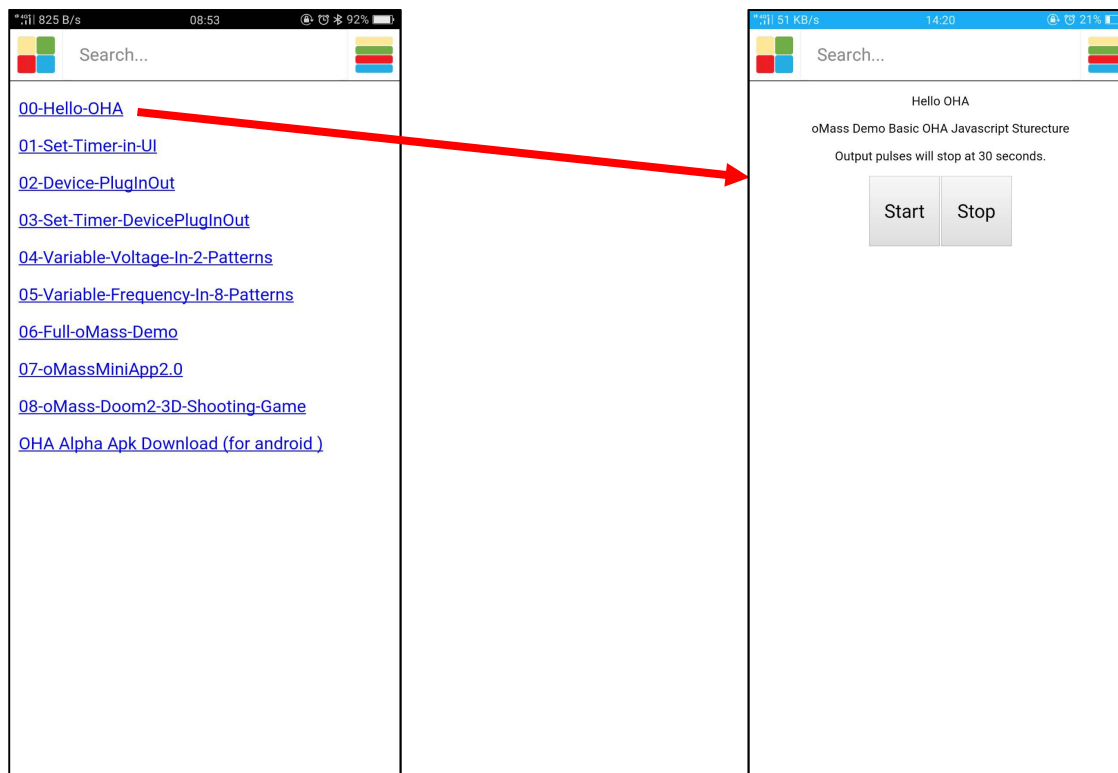 825 B/s 08:53 92%
Search...
00-Hello-OHA
01-Set-Timer-in-UI
02-Device-PlugInOut
03-Set-Timer-DevicePlugInOut
04-Variable-Voltage-In-2-Patterns
05-Variable-Frequency-In-8-Patterns
06-Full-oMass-Demo
07-oMassMiniApp2.0
08-oMass-Doom2-3D-Shooting-Game
OHA Alpha Apk Download (for android )
51 KB/s 14:20 21%
Search...
Hello OHA
oMass Demo Basic OHA Javascript Sturecture
Output pulses will stop at 30 seconds.
Start Stop